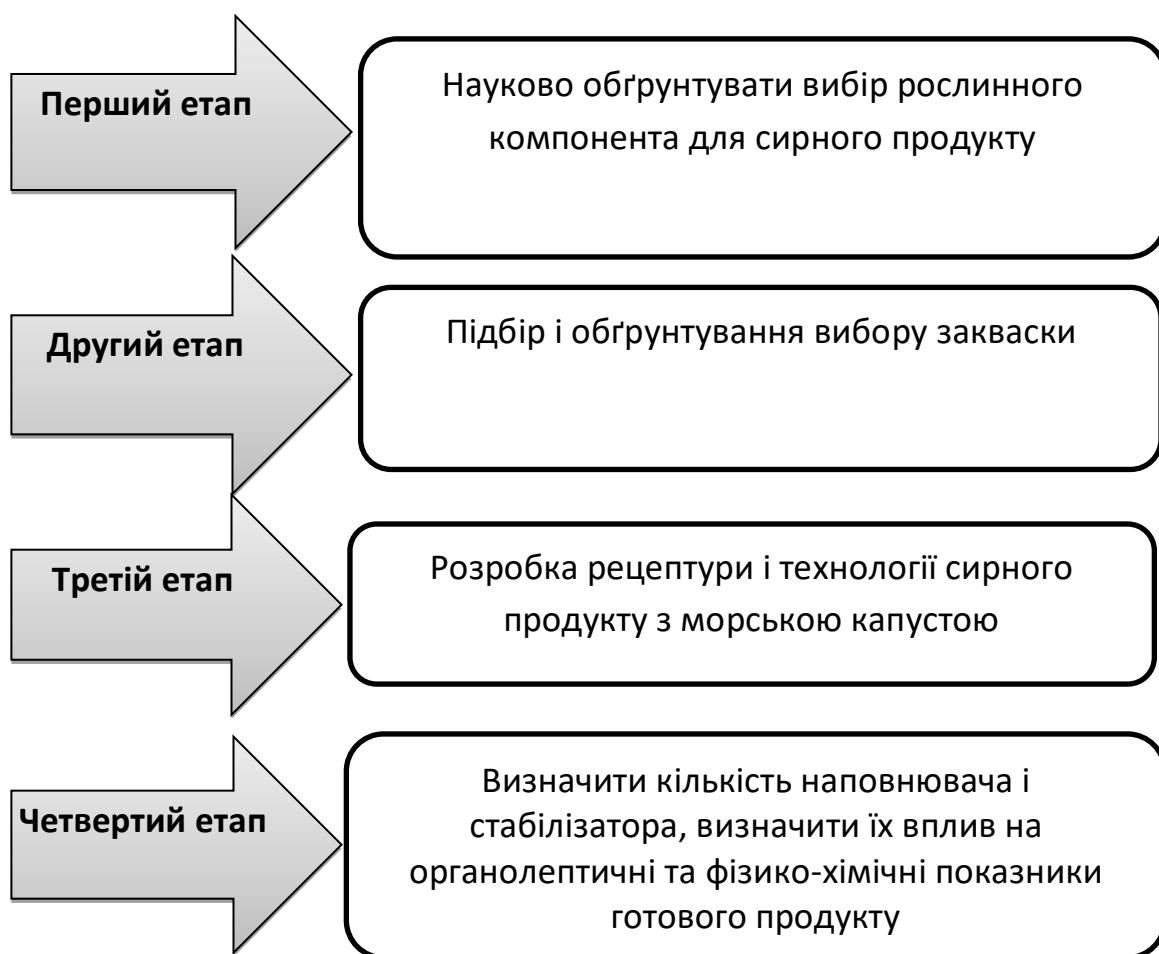 Перший етап
Науково обґрунтувати вибір рослинного
компонента для сирного продукту
Другий етап
Підбір і обґрунтування вибору закваски
Третій етап
Розробка рецептури і технології сирного
продукту з морською капустою
Четвертий етап
Визначити кількість наповнювача і
стабілізатора, визначити їх вплив на
органолептичні та фізико-хімічні показники
готового продукту